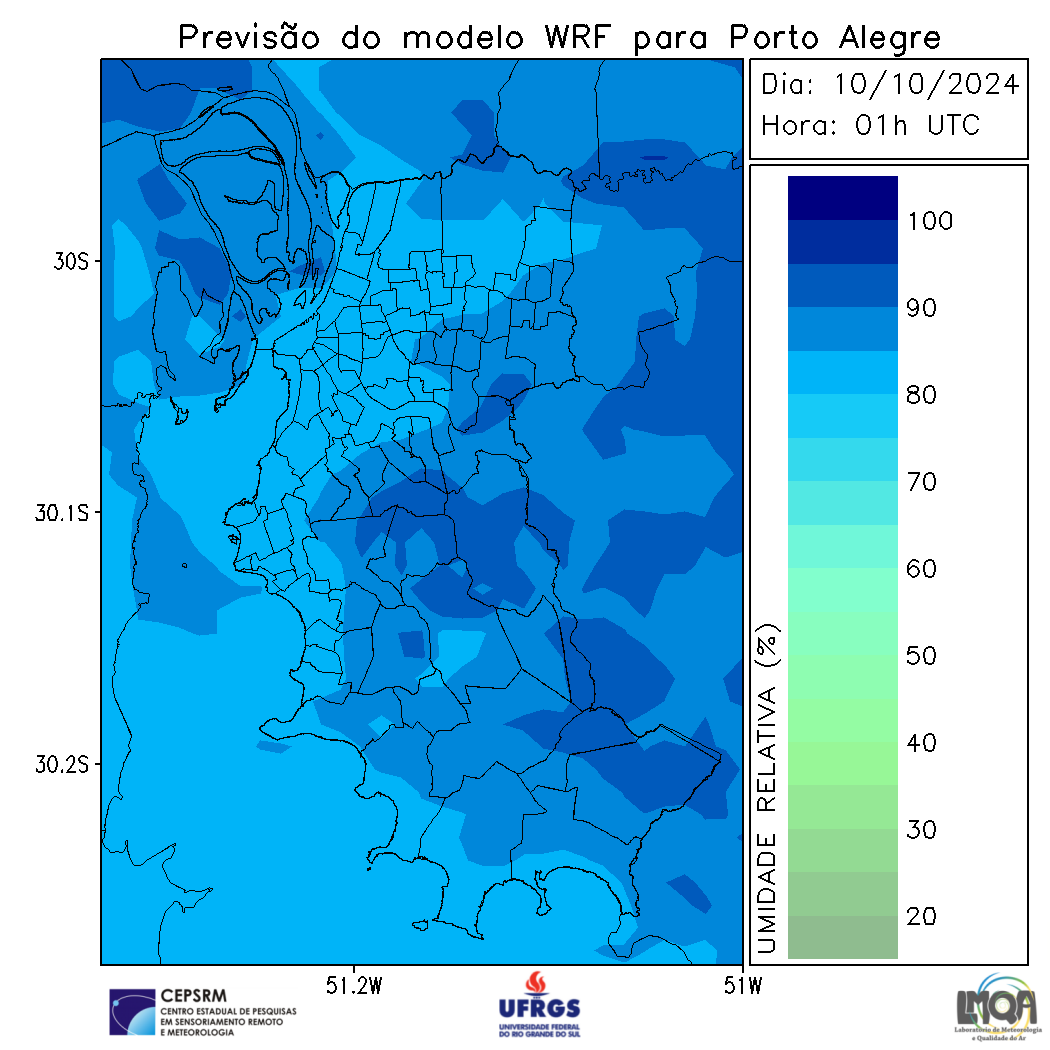 Previsão do modelo WRF para Porto Alegre
Dia: 10/10/2024
Hora: 01h UTC
30S
30.1S
30.2S
51.2W
51W
100
90
80
70
60
50
40
30
20
UMIDADE RELATIVA (%)
CEPSRM
CENTRO ESTADUAL DE PESQUISAS
EM SENSORIAMENTO REMOTO
E METEOROLOGIA
UFRGS
UNIVERSIDADE FEDERAL
DO RIO GRANDE DO SUL
LMQA
Laboratório de Meteorologia
e Qualidade do Ar